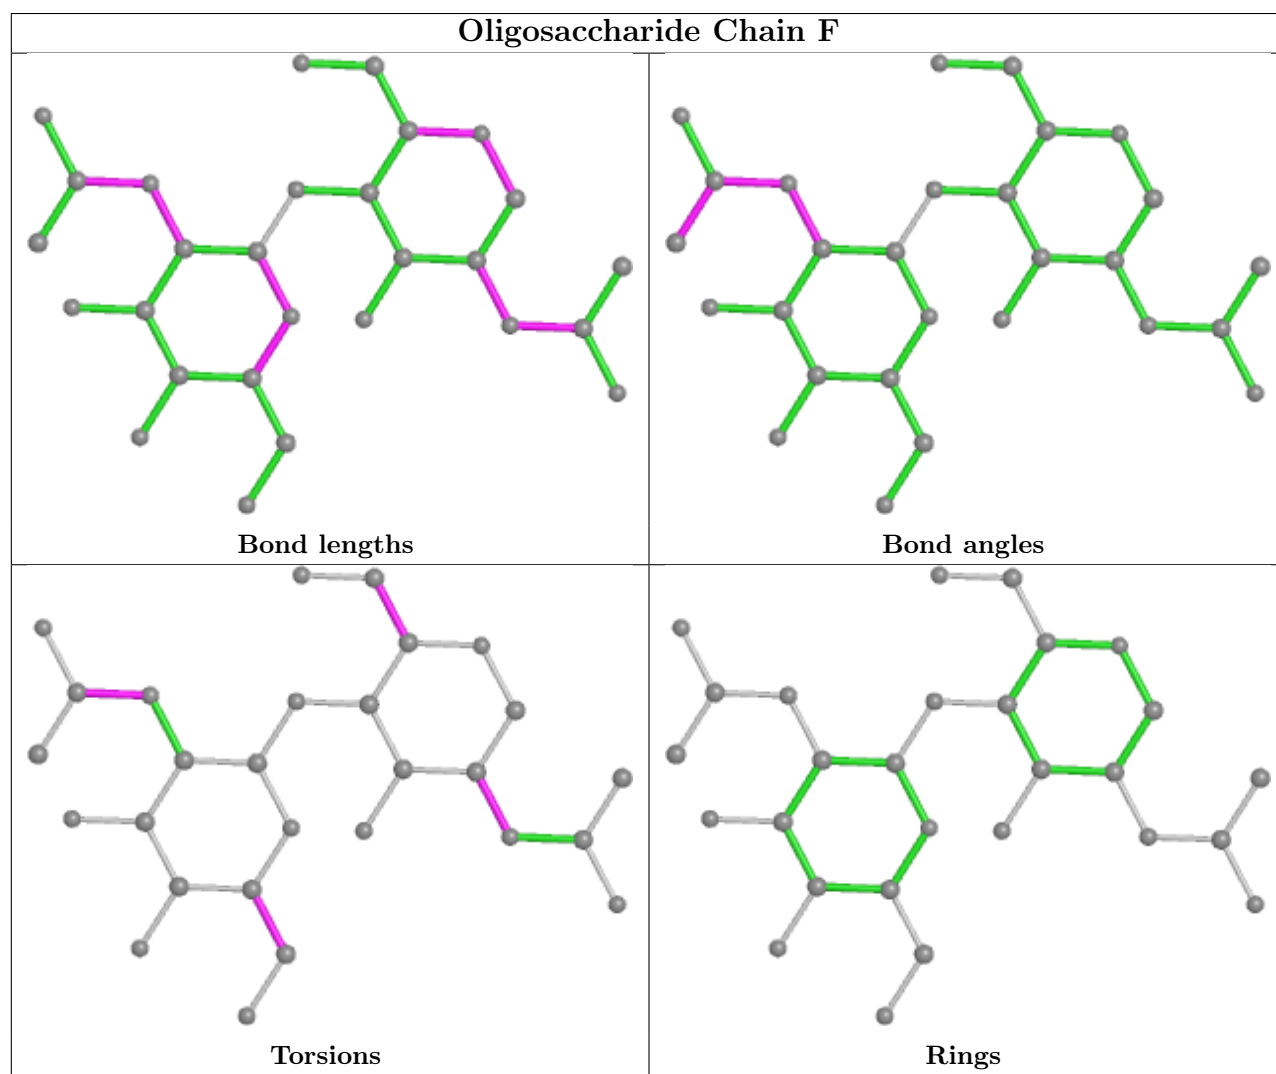 Oligosaccharide Chain F
Bond lengths
Bond angles
Torsions
Rings